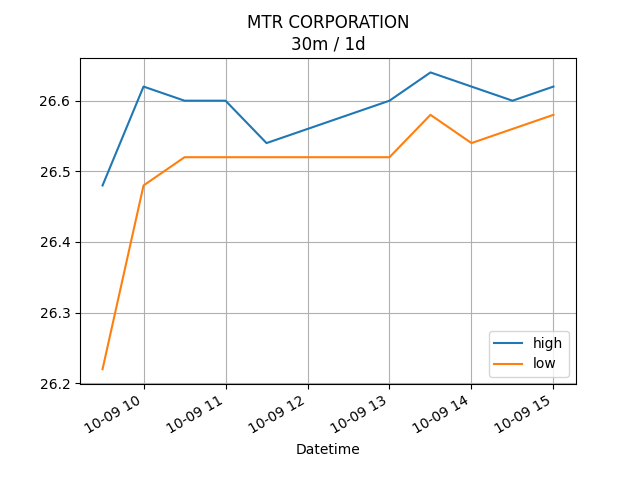 MTR CORPORATION
30m / 1d
26.6
26.5
26.4
26.3
26.2
high
low
10-09 10
10-09 11
10-09 12
10-09 13
10-09 14
10-09 15
Datetime